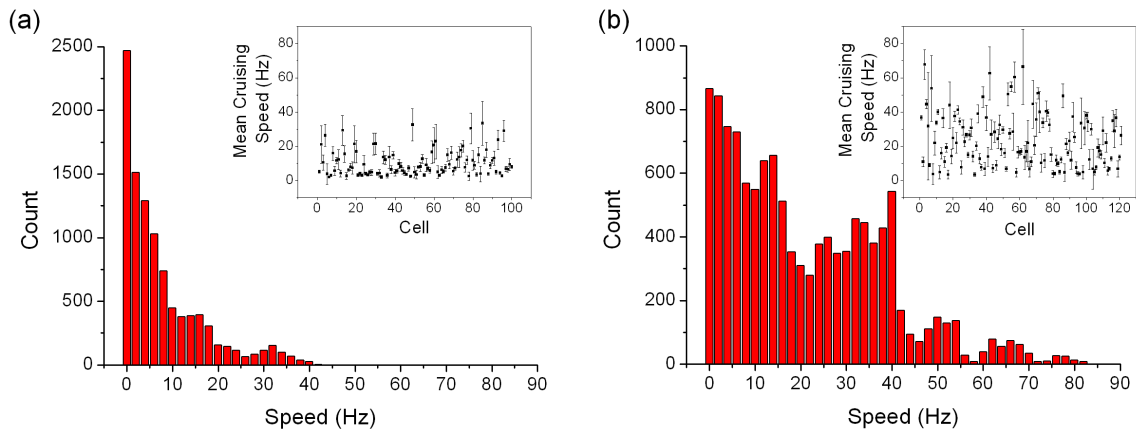 (a)
2500
2000
1500
1000
500
0
Count
0 10 20 30 40 50 60 70 80 90
Speed (Hz)
80
60
40
20
0
Mean Cruising
Speed (Hz)
0 20 40 60 80 100
Cell
(b)
1000
800
600
400
200
0
Count
0 10 20 30 40 50 60 70 80 90
Speed (Hz)
80
60
40
20
0
Mean Cruising
Speed (Hz)
0 20 40 60 80 100 120
Cell